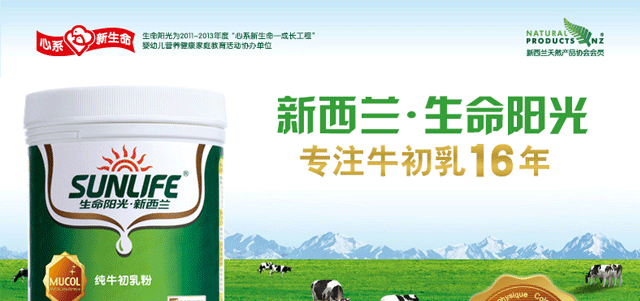 心系 新生命
生命阳光为2011-2013年度“心系新生命—成长工程”
婴幼儿营养健康家庭教育活动协办单位
NATURAL
PRODUCTS NZ
新西兰天然产品协会会员
新西兰·生命阳光
专注牛初乳16年
SUNLIFE®
生命阳光·新西兰
MUCOL
纯牛初乳粉